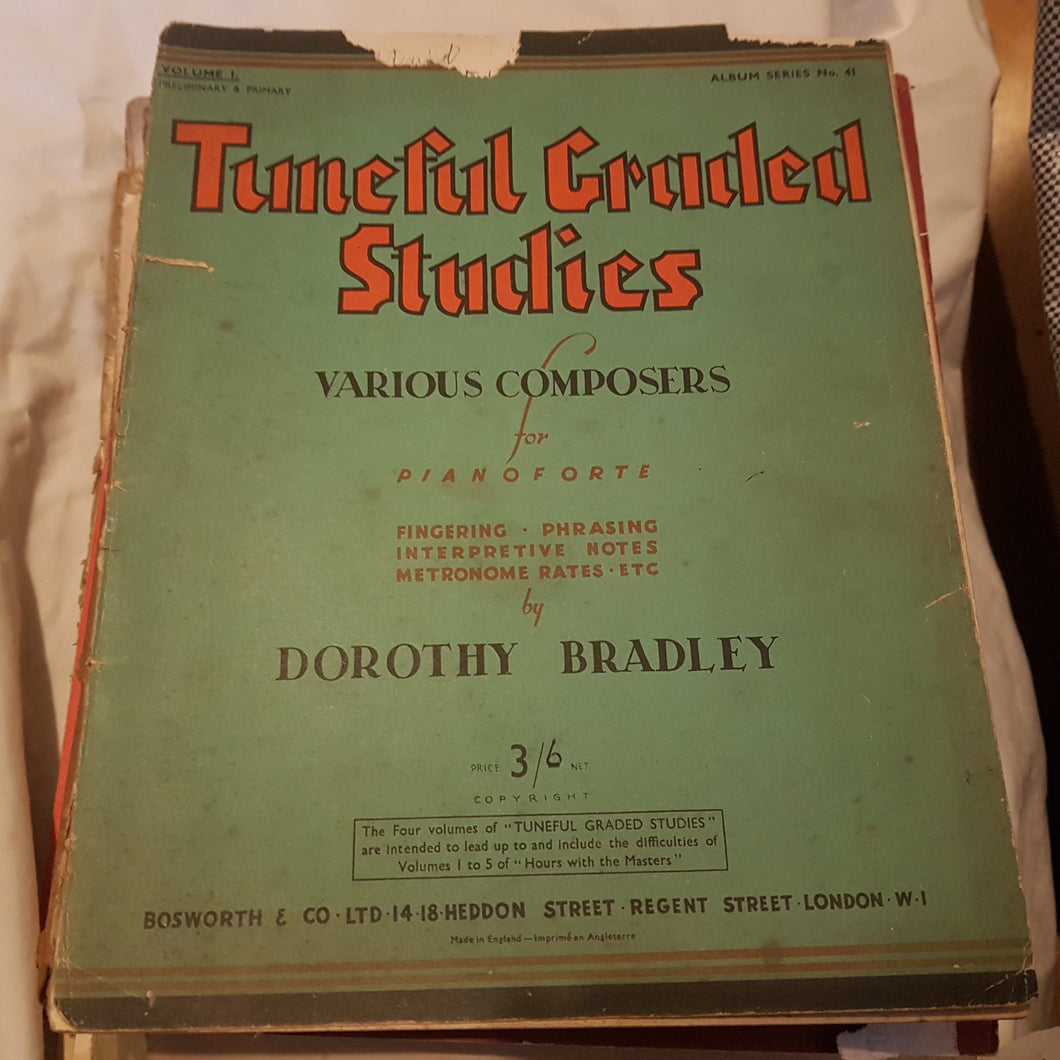 VOLUME I.
PRELIMINARY & PRIMARY
ALBUM SERIES No. 41
Tuneful Graded
Studies
VARIOUS COMPOSERS
for
PIANOFORTE
FINGERING · PHRASING
INTERPRETIVE NOTES
METRONOME RATES · ETC
by
DOROTHY BRADLEY
PRICE 3/6 NET
COPYRIGHT
The Four volumes of "TUNEFUL GRADED STUDIES"
are intended to lead up to and include the difficulties of
Volumes 1 to 5 of "Hours with the Masters"
BOSWORTH & CO · LTD · 14-18 · HEDDON STREET · REGENT STREET · LONDON · W · I
Made in England — Imprimé en Angleterre